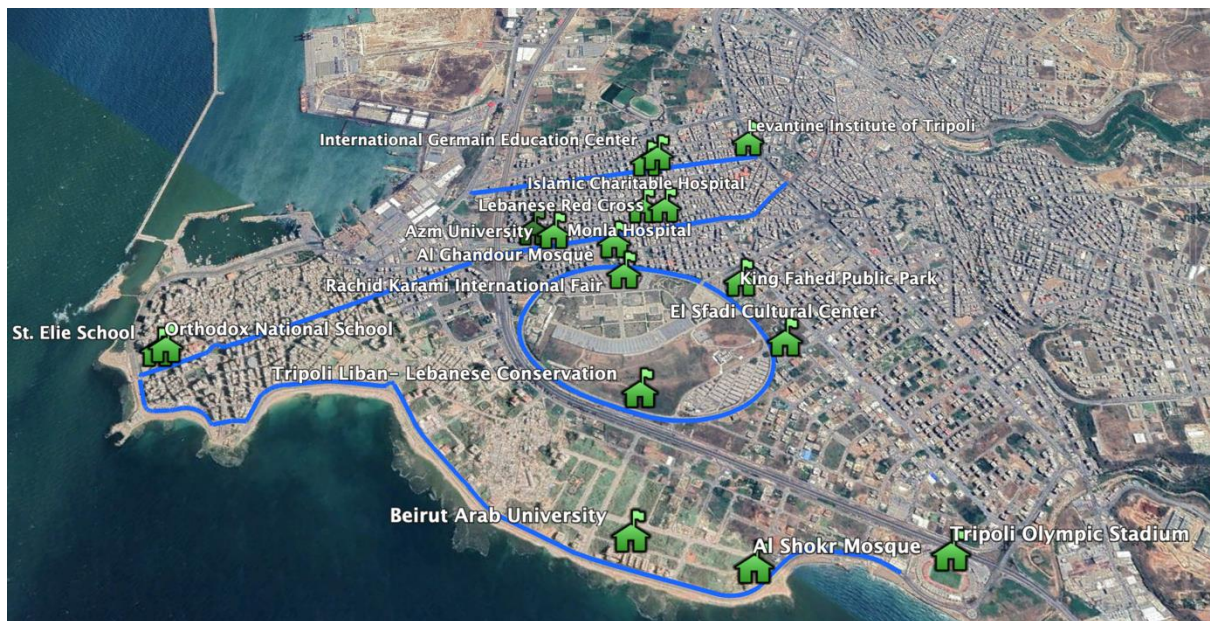 International Germain Education Center
Levantine Institute of Tripoli
Islamic Charitable Hospital
Lebanese Red Cross
Azm University
Monla Hospital
Al Ghandour Mosque
Rachid Karami International Fair
King Fahed Public Park
El Sfadi Cultural Center
St. Elie School
Orthodox National School
Tripoli Liban- Lebanese Conservation
Beirut Arab University
Al Shokr Mosque
Tripoli Olympic Stadium